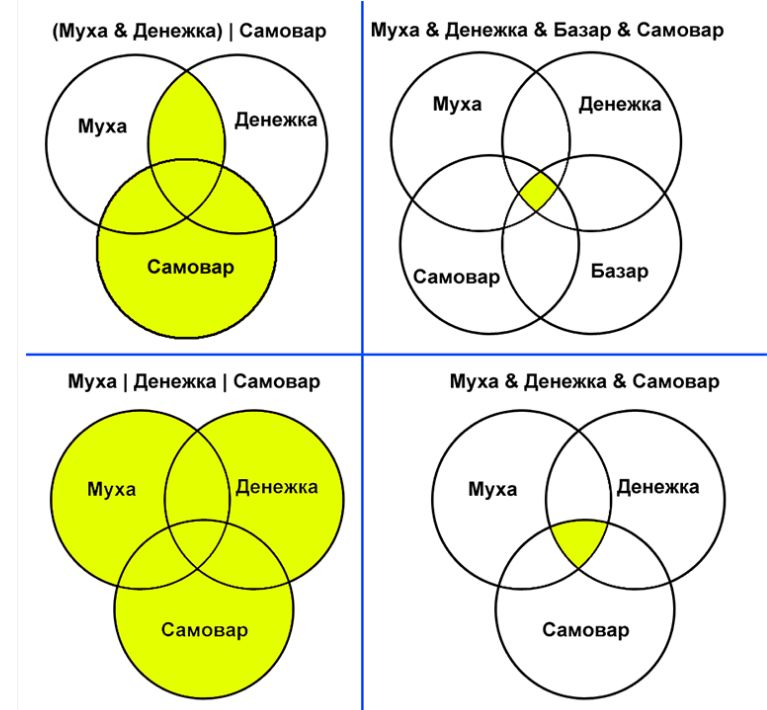 (Муха & Денежка) | Самовар
Муха
Денежка
Самовар
Муха & Денежка & Базар & Самовар
Муха
Денежка
Самовар
Базар
Муха | Денежка | Самовар
Муха
Денежка
Самовар
Муха & Денежка & Самовар
Муха
Денежка
Самовар